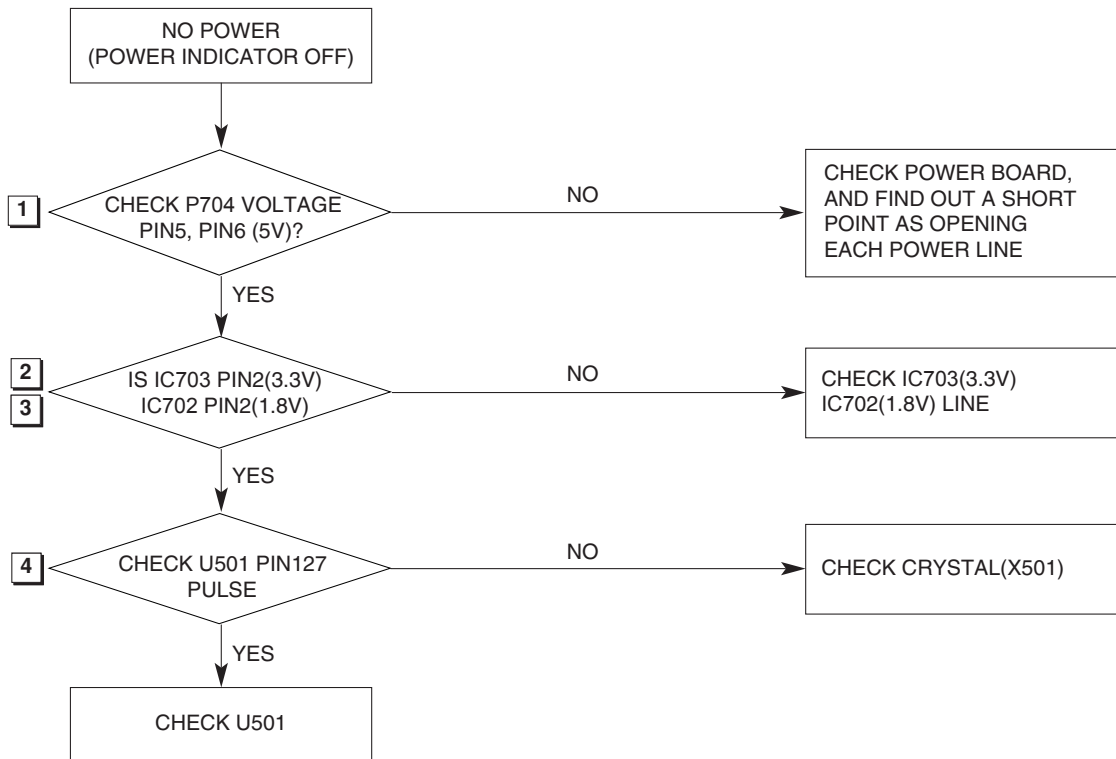 NO POWER
(POWER INDICATOR OFF)
1
CHECK P704 VOLTAGE
PIN5, PIN6 (5V)?
NO
CHECK POWER BOARD,
AND FIND OUT A SHORT
POINT AS OPENING
EACH POWER LINE
YES
2
3
IS IC703 PIN2(3.3V)
IC702 PIN2(1.8V)
NO
CHECK IC703(3.3V)
IC702(1.8V) LINE
YES
4
CHECK U501 PIN127
PULSE
NO
CHECK CRYSTAL(X501)
YES
CHECK U501